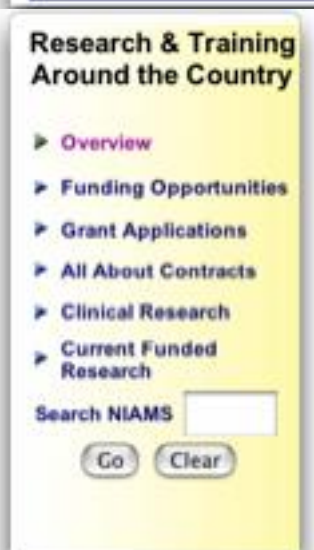 Research & Training
Around the Country
Overview
Funding Opportunities
Grant Applications
All About Contracts
Clinical Research
Current Funded
Research
Search NIAMS
Go Clear